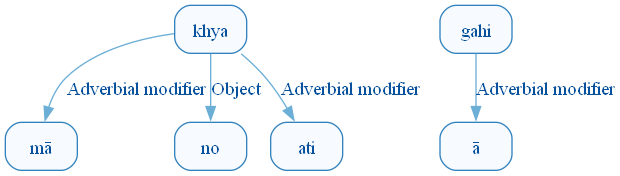 khya gahi
Adverbial modifier Object Adverbial modifier Adverbial modifier
mā no ati ā